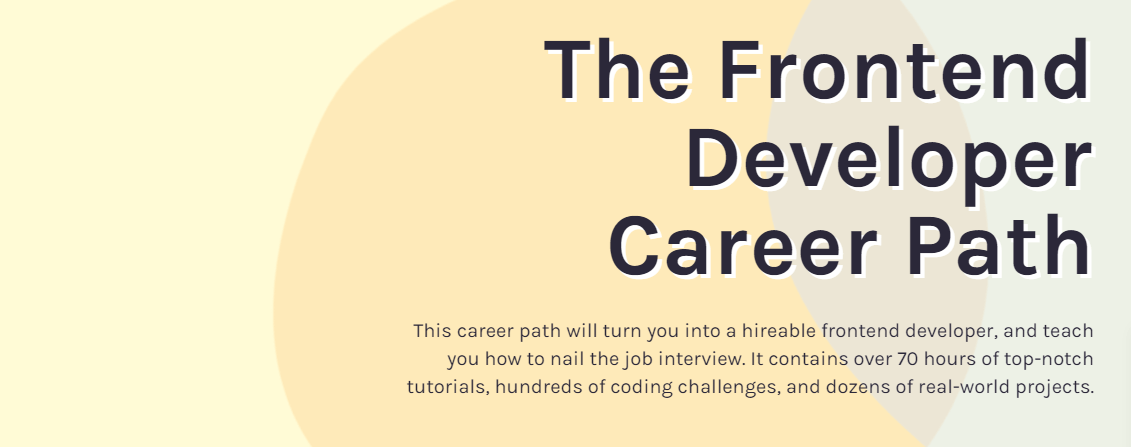 The Frontend
Developer
Career Path
This career path will turn you into a hireable frontend developer, and teach
you how to nail the job interview. It contains over 70 hours of top-notch
tutorials, hundreds of coding challenges, and dozens of real-world projects.